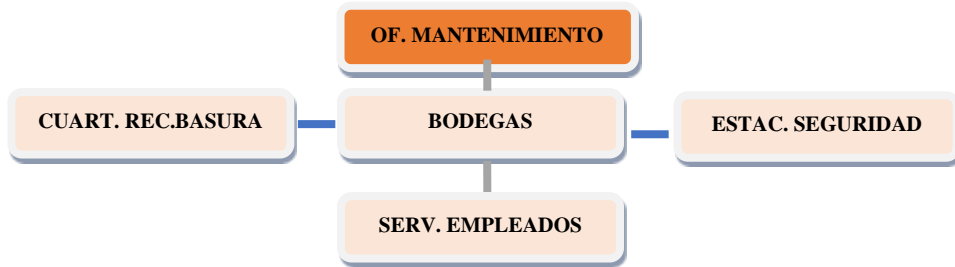 OF. MANTENIMIENTO
CUART. REC.BASURA
BODEGAS
ESTAC. SEGURIDAD
SERV. EMPLEADOS